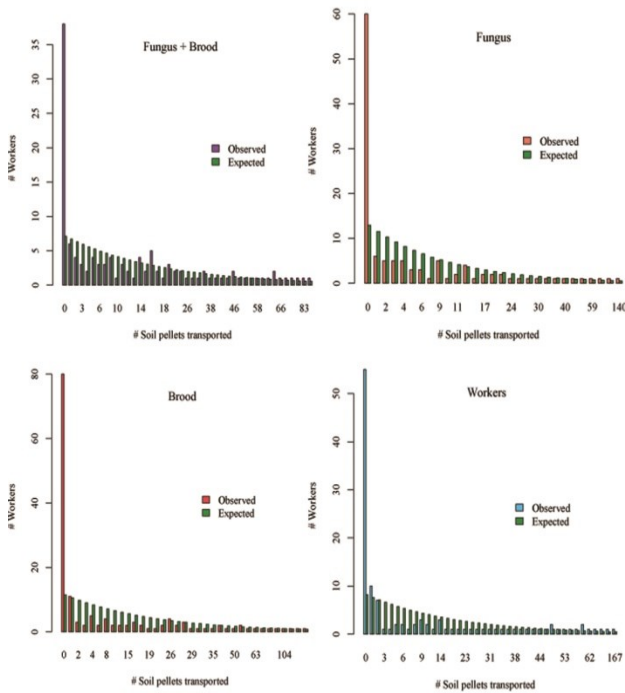 Fungus + Brood
# Workers
35
30
25
20
15
10
5
0
Observed
Expected
0 3 6 10 14 20 26 38 46 58 66 83
# Soil pellets transported
Fungus
# Workers
60
50
40
30
20
10
0
Observed
Expected
0 2 4 6 9 11 17 24 30 40 59 140
# Soil pellets transported
Brood
# Workers
80
60
40
20
0
Observed
Expected
0 4 8 15 19 26 29 35 50 63 104
# Soil pellets transported
Workers
# Workers
50
40
30
20
10
0
Observed
Expected
0 3 6 9 14 23 31 38 44 53 62 167
# Soil pellets transported